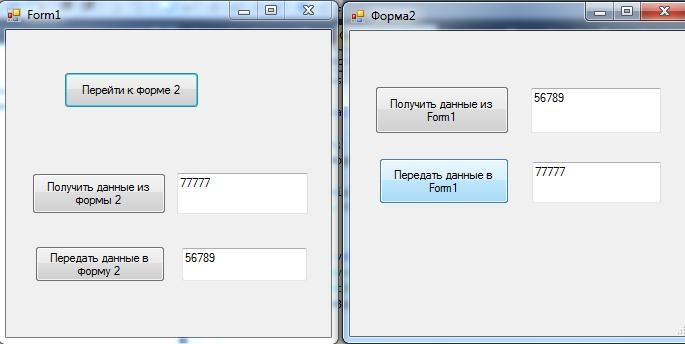 Form1
Перейти к форме 2
Получить данные из
формы 2
77777
Передать данные в
форму 2
56789
Форма2
Получить данные из
Form1
56789
Передать данные в
Form1
77777